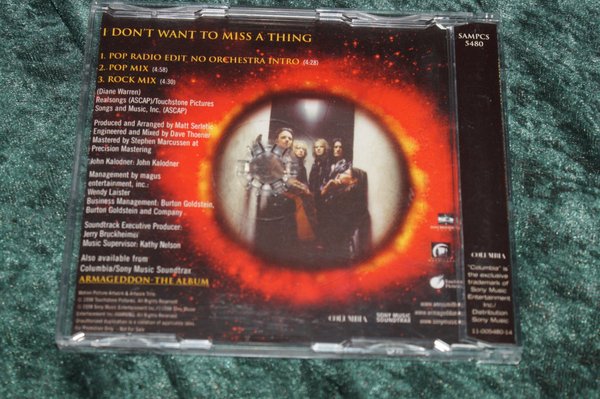 I DON'T WANT TO MISS A THING
1. POP RADIO EDIT NO ORCHESTRA INTRO (4:28)
2. POP MIX (4:58)
3. ROCK MIX (4:30)
(Diane Warren)
Realsongs (ASCAP)/Touchstone Pictures
Songs and Music, Inc. (ASCAP)
Produced and Arranged by Matt Serletic
Engineered and Mixed by Dave Thoener
Mastered by Stephen Marcussen at
Precision Mastering
John Kalodner: John Kalodner
Management by magus
entertainment, inc.:
Wendy Laister
Business Management: Burton Goldstein,
Burton Goldstein and Company
Soundtrack Executive Producer:
Jerry Bruckheimer
Music Supervisor: Kathy Nelson
Also available from
Columbia/Sony Music Soundtrax
ARMAGEDDON-THE ALBUM
COLUMBIA
SONY MUSIC
SOUNDTRAX
SAMPCS
5480
COLUMBIA
"Columbia" is
the exclusive
trademark of
Sony Music
Entertainment
Inc./
Distribution
Sony Music
11-005480-14